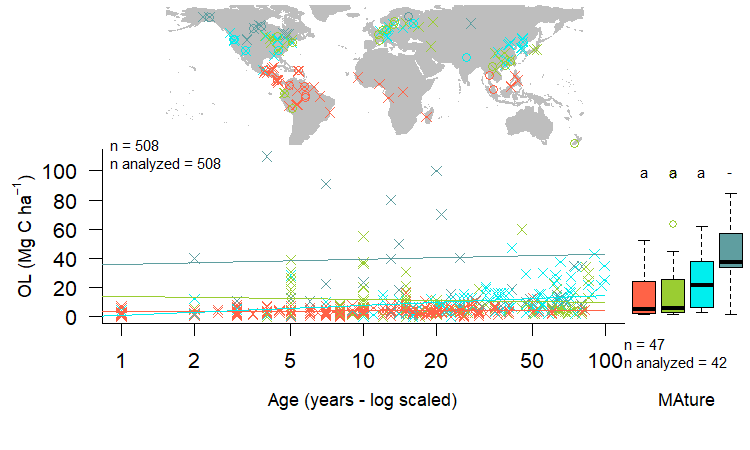 n = 508
n analyzed = 508
OL (Mg C ha⁻¹)
100
80
60
40
20
0
1 2 5 10 20 50 100
Age (years - log scaled)
a a a -
n = 47
n analyzed = 42
MAture